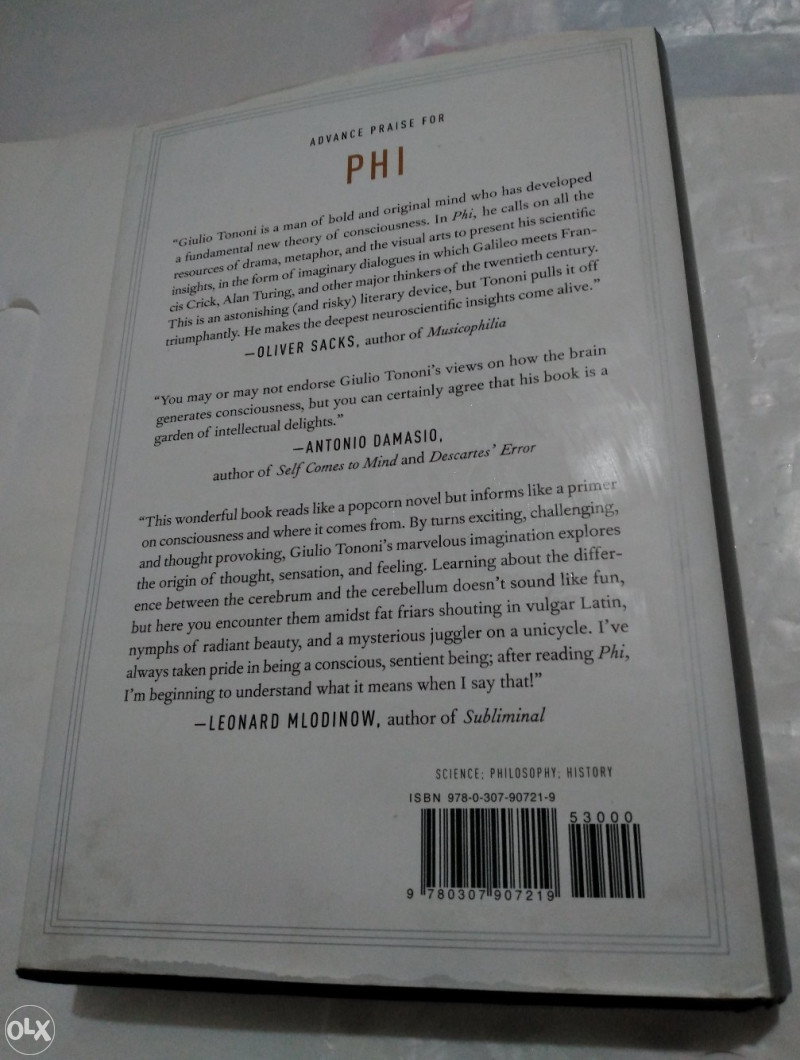 ADVANCE PRAISE FOR
PHI
"Giulio Tononi is a man of bold and original mind who has developed
a fundamental new theory of consciousness. In Phi, he calls on all the
resources of drama, metaphor, and the visual arts to present his scientific
insights, in the form of imaginary dialogues in which Galileo meets Fran-
cis Crick, Alan Turing, and other major thinkers of the twentieth century.
This is an astonishing (and risky) literary device, but Tononi pulls it off
triumphantly. He makes the deepest neuroscientific insights come alive."
—OLIVER SACKS, author of Musicophilia
"You may or may not endorse Giulio Tononi's views on how the brain
generates consciousness, but you can certainly agree that his book is a
garden of intellectual delights."
—ANTONIO DAMASIO,
author of Self Comes to Mind and Descartes' Error
"This wonderful book reads like a popcorn novel but informs like a primer
on consciousness and where it comes from. By turns exciting, challenging,
and thought provoking, Giulio Tononi's marvelous imagination explores
the origin of thought, sensation, and feeling. Learning about the differ-
ence between the cerebrum and the cerebellum doesn't sound like fun,
but here you encounter them amidst fat friars shouting in vulgar Latin,
nymphs of radiant beauty, and a mysterious juggler on a unicycle. I've
always taken pride in being a conscious, sentient being; after reading Phi,
I'm beginning to understand what it means when I say that!"
—LEONARD MLODINOW, author of Subliminal
SCIENCE; PHILOSOPHY; HISTORY
ISBN 978-0-307-90721-9
53000
9 780307 907219
OLX